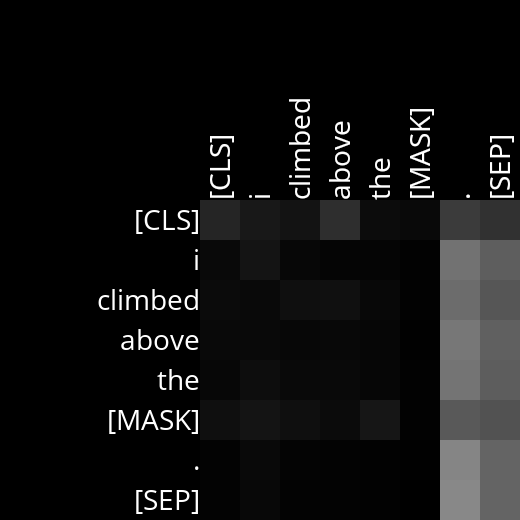 [CLS] i climbed above the [MASK] . [SEP]
[CLS]
i
climbed
above
the
[MASK]
.
[SEP]